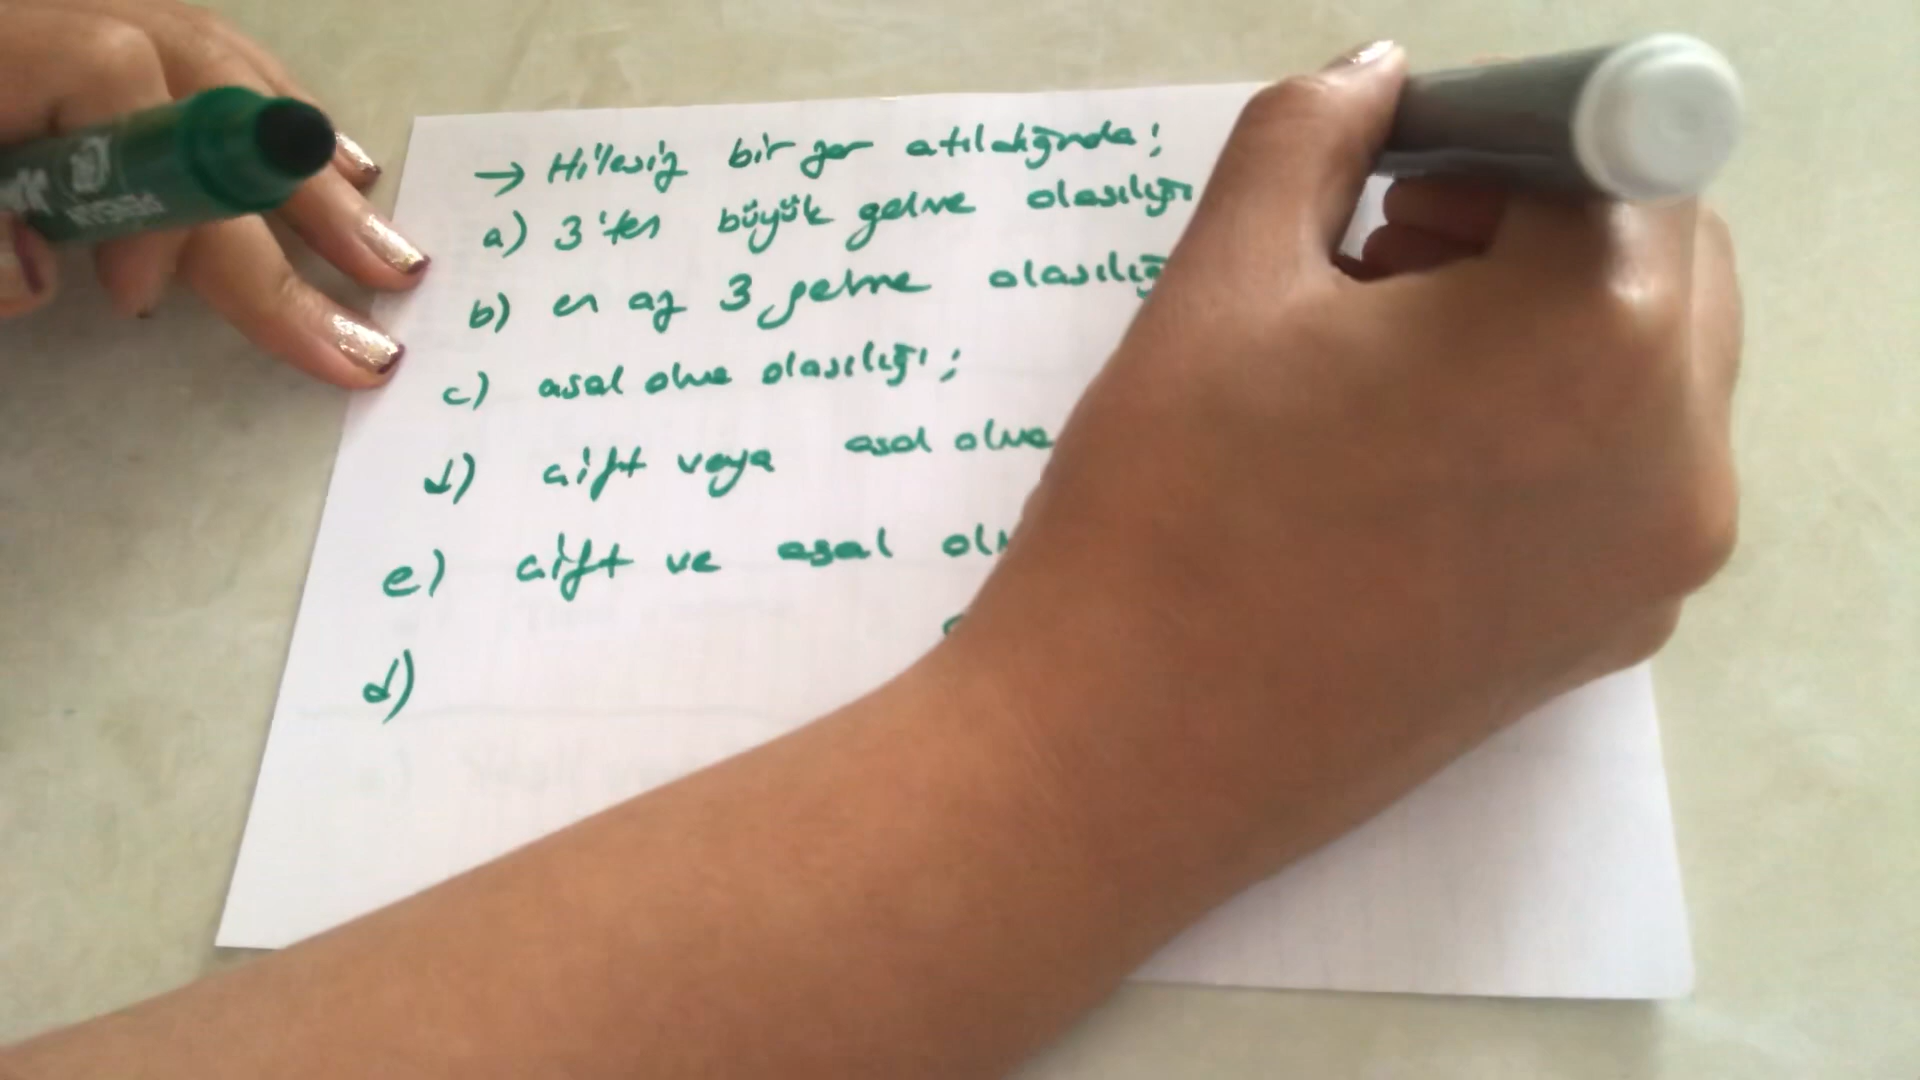 → Hilesiz bir zar atıldığında;
a) 3'ten büyük gelme olasılığı
b) en az 3 gelme olasılığ
c) asal olma olasılığı;
d) çift veya asal olma
e) çift ve asal
d)